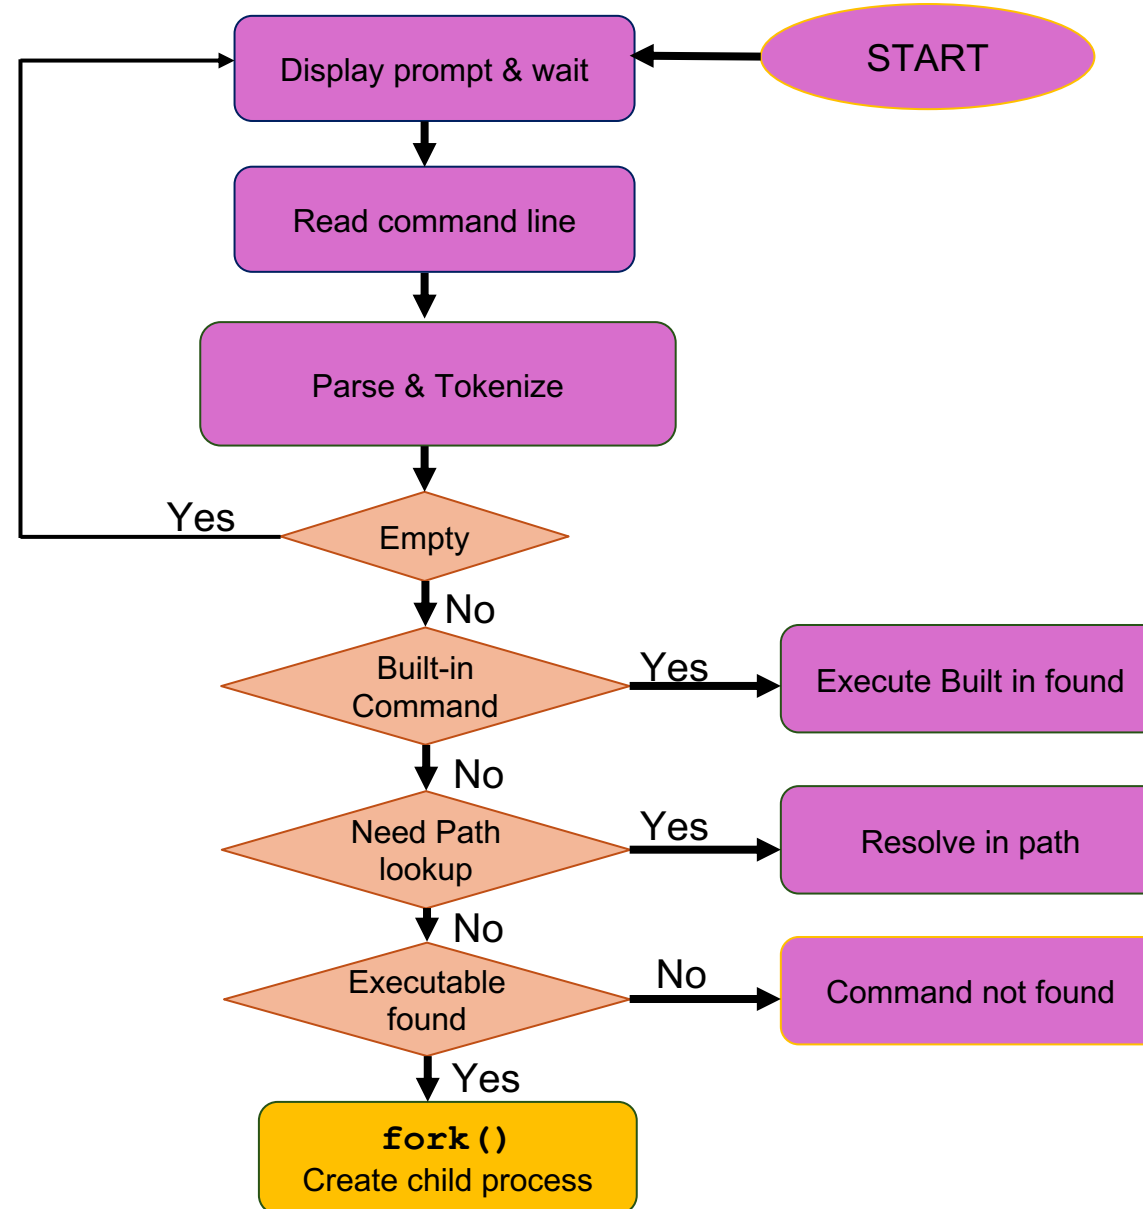 START
Display prompt & wait
Read command line
Parse & Tokenize
Yes
Empty
No
Built-in
Command
Yes
Execute Built in found
No
Need Path
lookup
Yes
Resolve in path
No
Executable
found
No
Command not found
Yes
fork()
Create child process